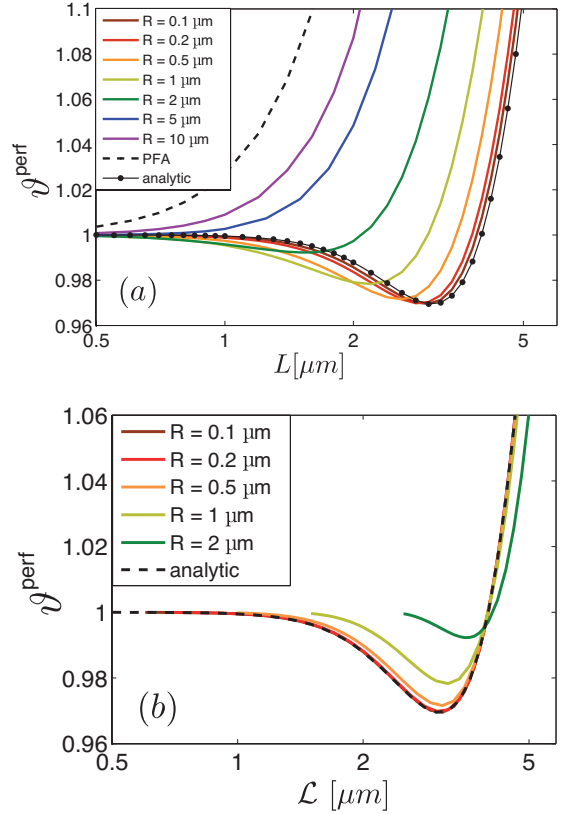 1.1
1.08
1.06
1.04
1.02
1
0.98
0.96
ϑ^perf
R = 0.1 μm
R = 0.2 μm
R = 0.5 μm
R = 1 μm
R = 2 μm
R = 5 μm
R = 10 μm
PFA
analytic
(a)
0.5 1 2 5
L[μm]
1.06
1.04
1.02
1
0.98
0.96
ϑ^perf
R = 0.1 μm
R = 0.2 μm
R = 0.5 μm
R = 1 μm
R = 2 μm
analytic
(b)
0.5 1 2 5
ℒ [μm]